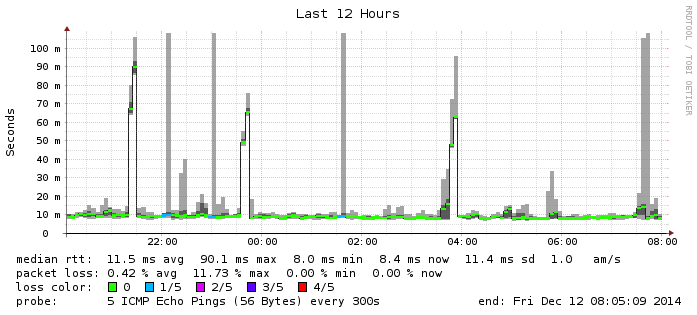 Last 12 Hours
RRDTOOL / TOBI OETIKER
Seconds
100 m
90 m
80 m
70 m
60 m
50 m
40 m
30 m
20 m
10 m
0
22:00 00:00 02:00 04:00 06:00 08:00
median rtt: 11.5 ms avg 90.1 ms max 8.0 ms min 8.4 ms now 11.4 ms sd 1.0 am/s
packet loss: 0.42 % avg 11.73 % max 0.00 % min 0.00 % now
loss color: 0 1/5 2/5 3/5 4/5
probe: 5 ICMP Echo Pings (56 Bytes) every 300s end: Fri Dec 12 08:05:09 2014